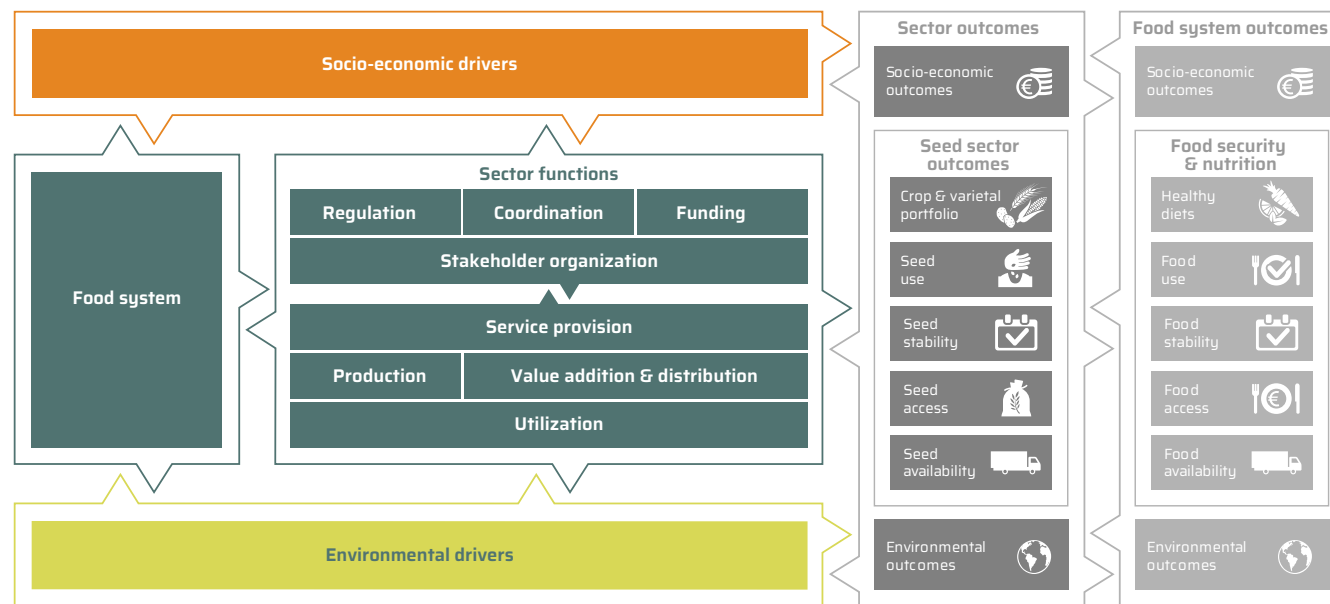 Socio-economic drivers
Food system
Sector functions
Regulation
Coordination
Funding
Stakeholder organization
Service provision
Production
Value addition & distribution
Utilization
Environmental drivers
Sector outcomes
Socio-economic
outcomes
Seed sector
outcomes
Crop & varietal
portfolio
Seed
use
Seed
stability
Seed
access
Seed
availability
Environmental
outcomes
Food system outcomes
Socio-economic
outcomes
Food security
& nutrition
Healthy
diets
Food
use
Food
stability
Food
access
Food
availability
Environmental
outcomes